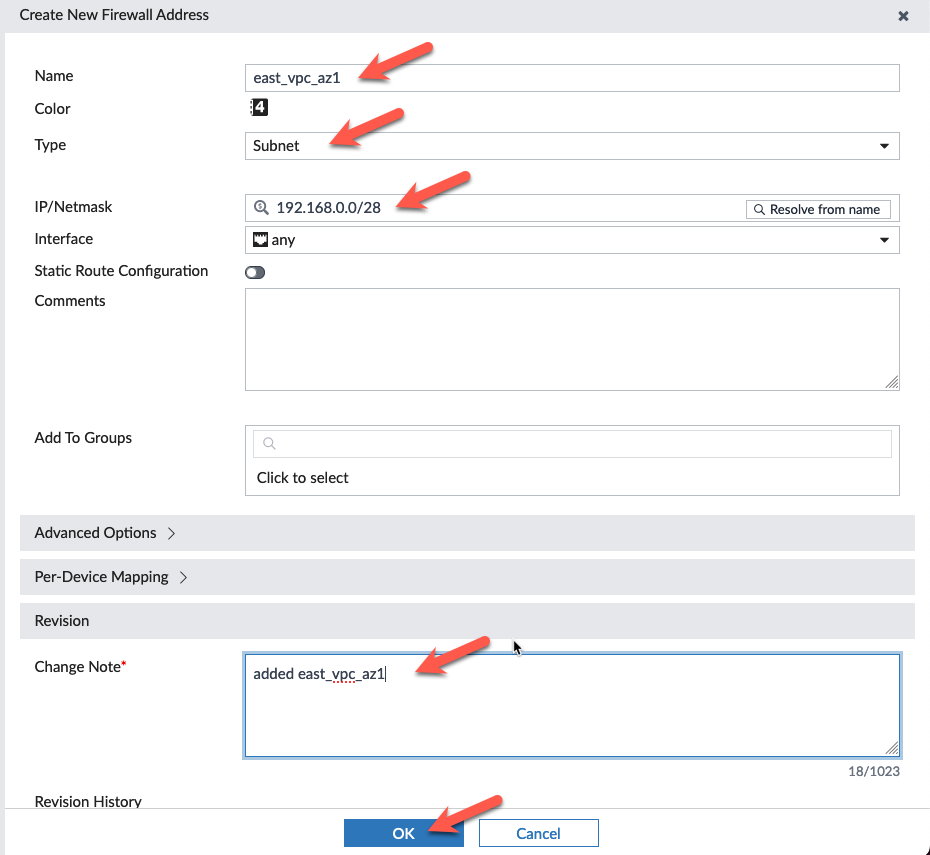 Create New Firewall Address
Name east_vpc_az1
Color 4
Type Subnet
IP/Netmask 192.168.0.0/28 Resolve from name
Interface any
Static Route Configuration
Comments
Add To Groups
Click to select
Advanced Options
Per-Device Mapping
Revision
Change Note* added east_vpc_az1
18/1023
Revision History
OK Cancel